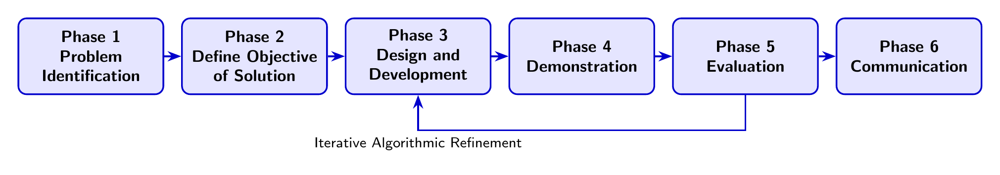 Phase 1
Problem
Identification
Phase 2
Define Objective
of Solution
Phase 3
Design and
Development
Phase 4
Demonstration
Phase 5
Evaluation
Phase 6
Communication
Iterative Algorithmic Refinement